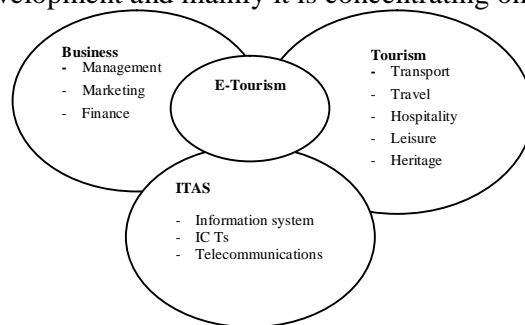 velopment and mainly it is concentrating on
Business
- Management
- Marketing
- Finance
E-Tourism
Tourism
- Transport
- Travel
- Hospitality
- Leisure
- Heritage
ITAS
- Information system
- IC Ts
- Telecommunications